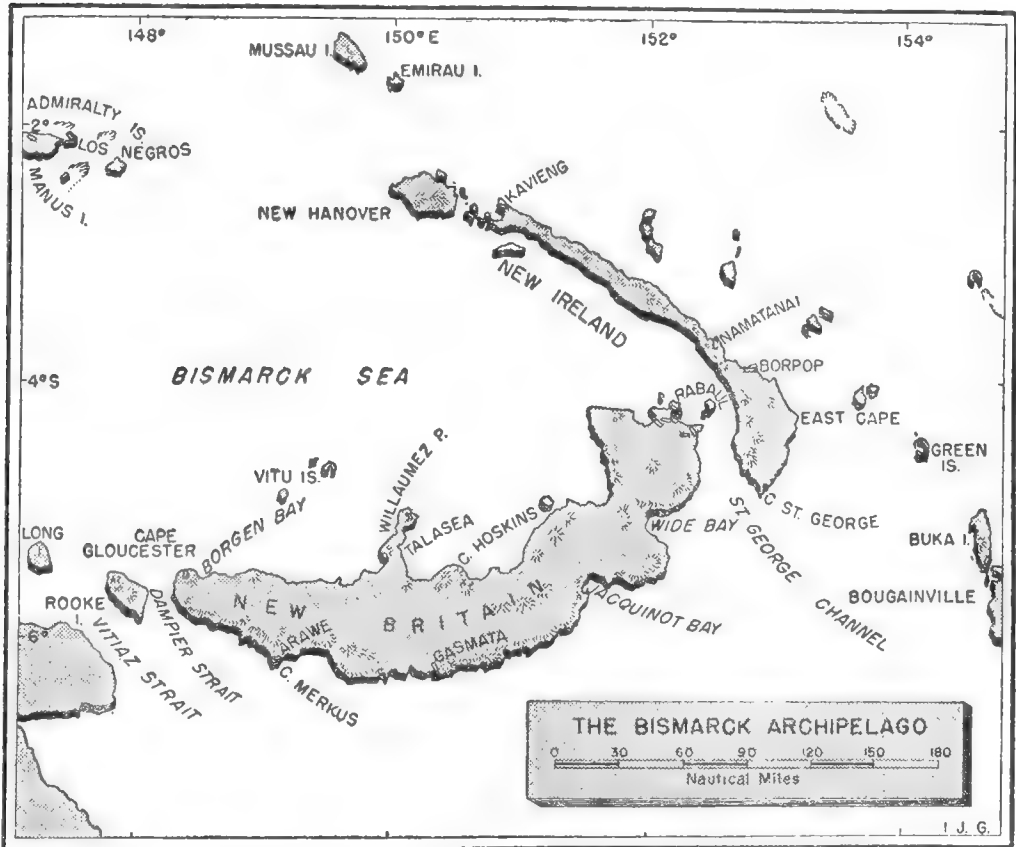 148°
150°E
152°
154°
MUSSAU I.
EMIRAU I.
ADMIRALTY IS.
2°
LOS NEGROS
MANUS I.
KAVIENG
NEW HANOVER
NEW IRELAND
NAMATANAI
4°S
BISMARCK SEA
BORPOP
RABAUL
EAST CAPE
WILLAUMEZ P.
VITU IS.
GREEN
IS.
C. ST. GEORGE
BORGEN BAY
TALASEA
C. HOSKINS
WIDE BAY
ST GEORGE CHANNEL
LONG
CAPE
GLOUCESTER
BUKA I.
ROOKE
I.
DAMPIER STRAIT
NEW BRITAIN
JACQUINOT BAY
BOUGAINVILLE
6°
VITIAZ STRAIT
ARAWE
GASMATA
C. MERKUS
THE BISMARCK ARCHIPELAGO
0 30 60 90 120 150 180
Nautical Miles
I. J. G.